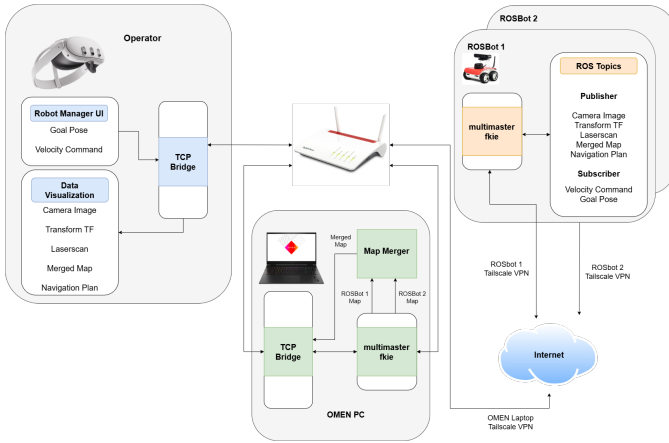 Operator
Robot Manager UI
Goal Pose
Velocity Command
TCP
Bridge
Data
Visualization
Camera Image
Transform TF
Laserscan
Merged Map
Navigation Plan
Merged
Map
Map Merger
ROSBot 1
Map
ROSBot 2
Map
TCP
Bridge
multimaster
fkie
OMEN PC
ROSBot 2
ROSBot 1
multimaster
fkie
ROS Topics
Publisher
Camera Image
Transform TF
Laserscan
Merged Map
Navigation Plan
Subscriber
Velocity Command
Goal Pose
ROSbot 1
Tailscale VPN
ROSbot 2
Tailscale VPN
Internet
OMEN Laptop
Tailscale VPN